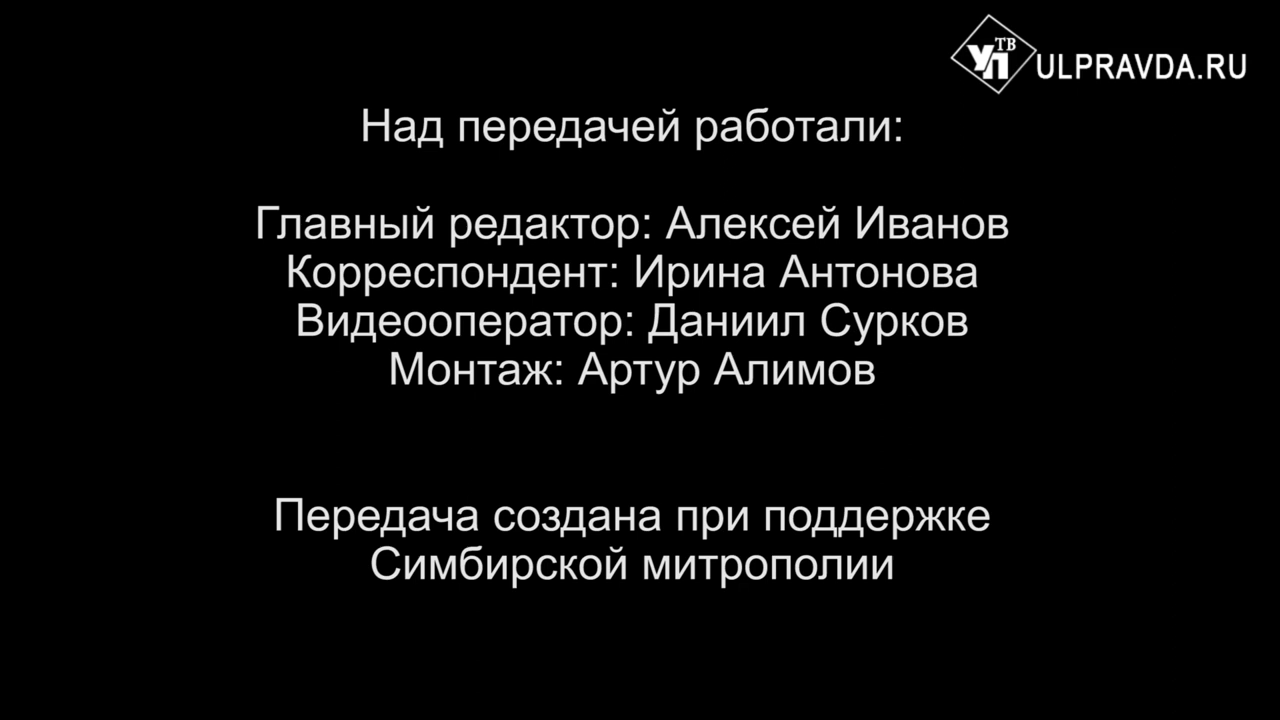 УП ТВ
ULPRAVDA.RU
Над передачей работали:
Главный редактор: Алексей Иванов
Корреспондент: Ирина Антонова
Видеооператор: Даниил Сурков
Монтаж: Артур Алимов
Передача создана при поддержке
Симбирской митрополии